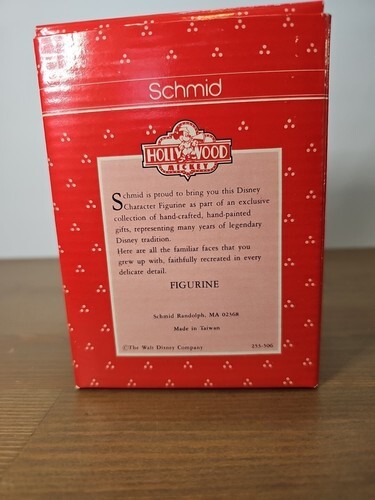 Schmid
HOLLYWOOD
MICKEY
Schmid is proud to bring you this Disney
Character Figurine as part of an exclusive
collection of hand-crafted, hand-painted
gifts, representing many years of legendary
Disney tradition.
Here are all the familiar faces that you
grew up with, faithfully recreated in every
delicate detail.
FIGURINE
Schmid Randolph, MA 02368
Made in Taiwan
©The Walt Disney Company 255-506